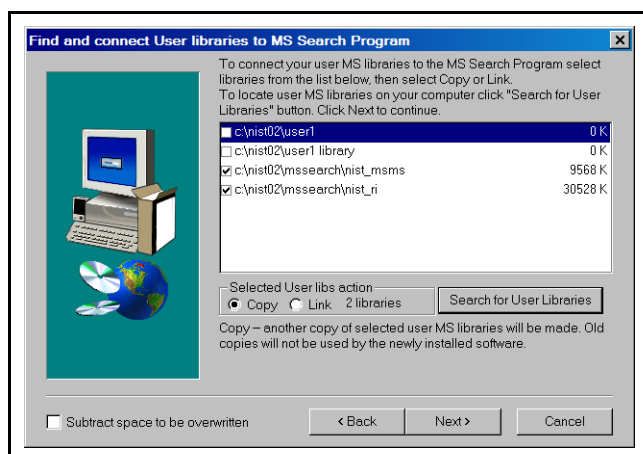 Find and connect User libraries to MS Search Program
To connect your user MS libraries to the MS Search Program select
libraries from the list below, then select Copy or Link.
To locate user MS libraries on your computer click "Search for User
Libraries" button. Click Next to continue.
c:\nist02\user1 0 K
c:\nist02\user1 library 0 K
c:\nist02\mssearch\nist_msms 9568 K
c:\nist02\mssearch\nist_ri 30528 K
Selected User libs action
Copy Link 2 libraries Search for User Libraries
Copy – another copy of selected user MS libraries will be made. Old
copies will not be used by the newly installed software.
Subtract space to be overwritten < Back Next > Cancel